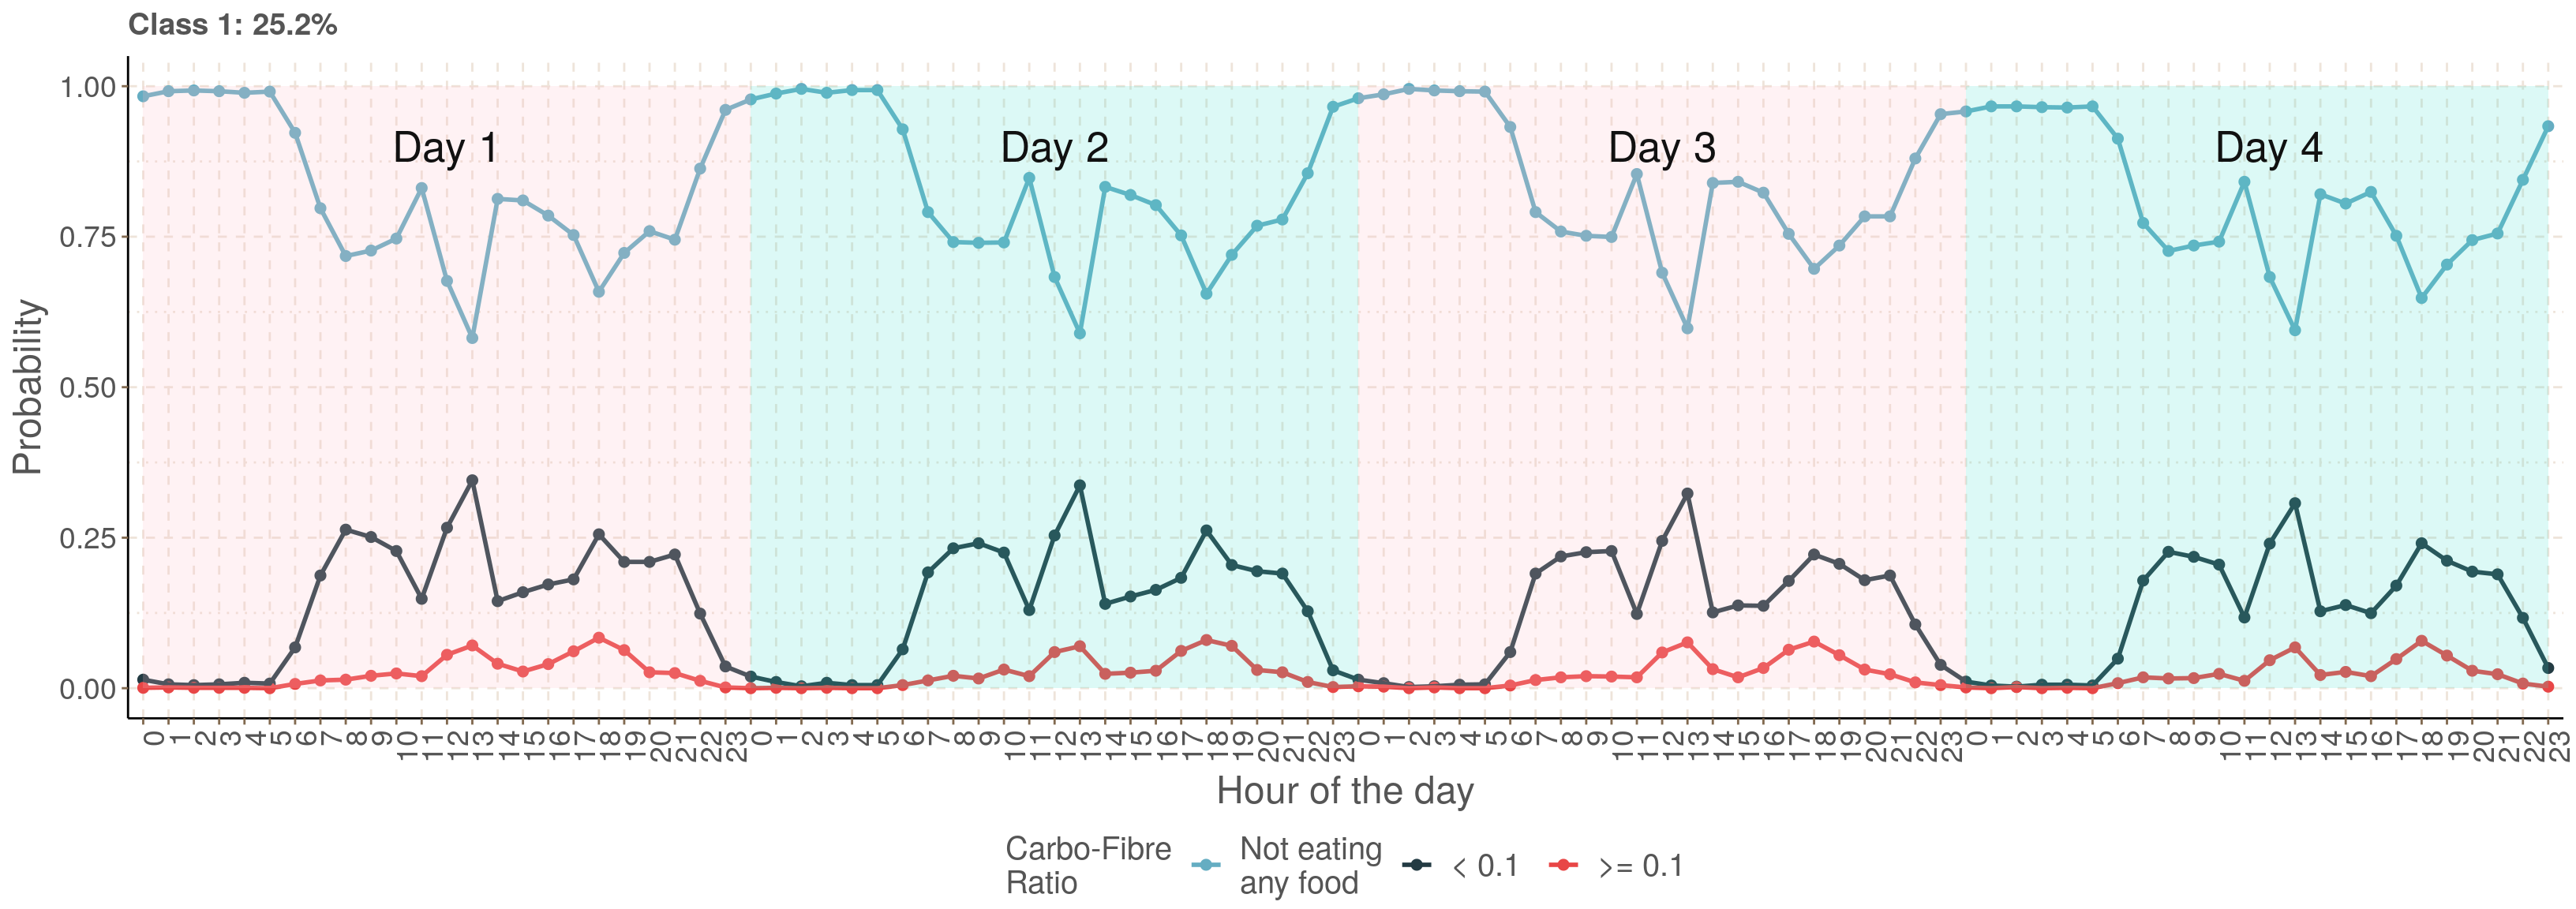 Class 1: 25.2%
1.00
0.75
0.50
0.25
0.00
Probability
Day 1
Day 2
Day 3
Day 4
0 1 2 3 4 5 6 7 8 9 10 11 12 13 14 15 16 17 18 19 20 21 22 23 0 1 2 3 4 5 6 7 8 9 10 11 12 13 14 15 16 17 18 19 20 21 22 23 0 1 2 3 4 5 6 7 8 9 10 11 12 13 14 15 16 17 18 19 20 21 22 23 0 1 2 3 4 5 6 7 8 9 10 11 12 13 14 15 16 17 18 19 20 21 22 23
Hour of the day
Carbo-Fibre
Ratio
Not eating
any food
< 0.1
>= 0.1